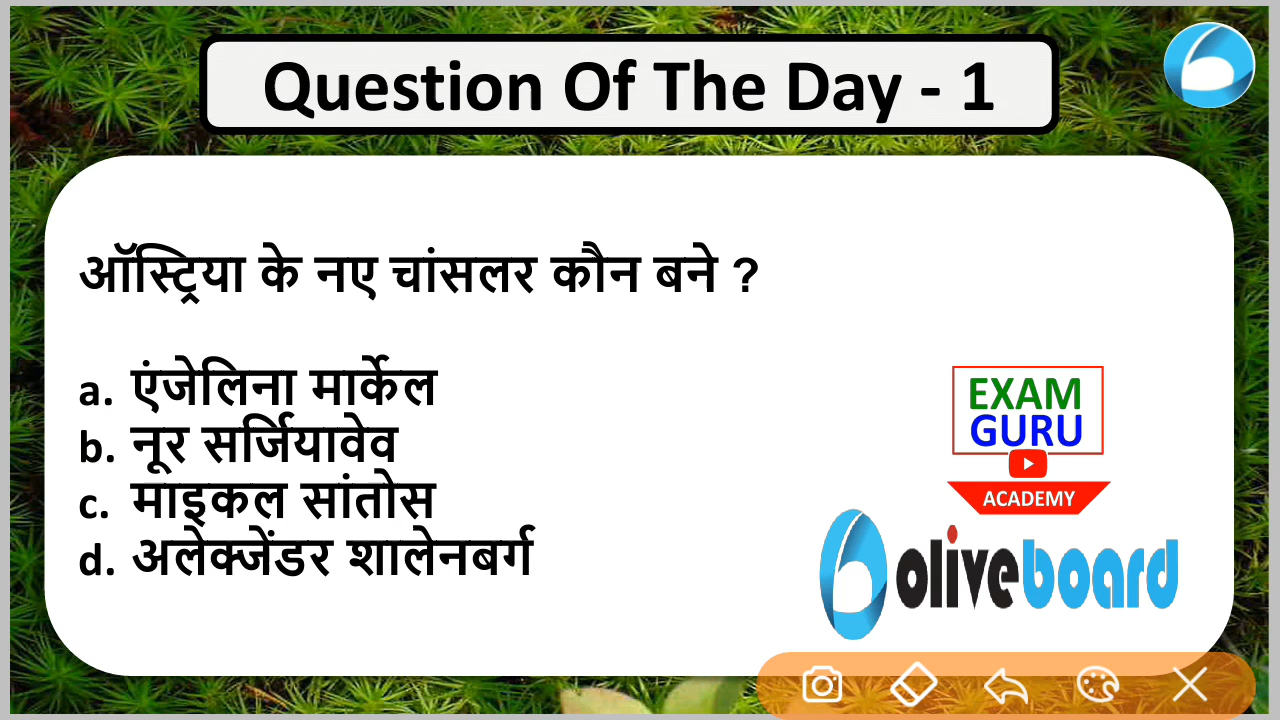 Question Of The Day - 1
ऑस्ट्रिया के नए चांसलर कौन बने ?
a. एंजेलिना मार्केल
b. नूर सर्जियावेव
c. माइकल सांतोस
d. अलेक्जेंडर शालेनबर्ग
EXAM
GURU
ACADEMY
oliveboard